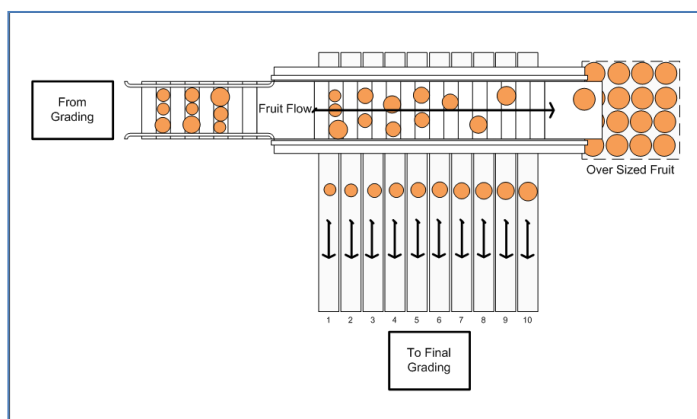 From
Grading
Fruit Flow
Over Sized Fruit
1 2 3 4 5 6 7 8 9 10
To Final
Grading